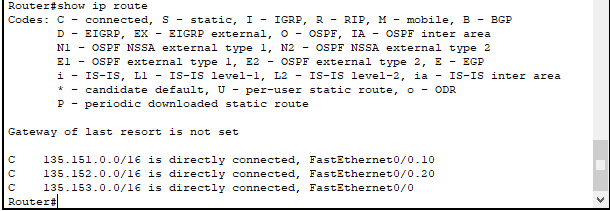 Router#show ip route
Codes: C - connected, S - static, I - IGRP, R - RIP, M - mobile, B - BGP
D - EIGRP, EX - EIGRP external, O - OSPF, IA - OSPF inter area
N1 - OSPF NSSA external type 1, N2 - OSPF NSSA external type 2
E1 - OSPF external type 1, E2 - OSPF external type 2, E - EGP
i - IS-IS, L1 - IS-IS level-1, L2 - IS-IS level-2, ia - IS-IS inter area
* - candidate default, U - per-user static route, o - ODR
P - periodic downloaded static route
Gateway of last resort is not set
C 135.151.0.0/16 is directly connected, FastEthernet0/0.10
C 135.152.0.0/16 is directly connected, FastEthernet0/0.20
C 135.153.0.0/16 is directly connected, FastEthernet0/0
Router#